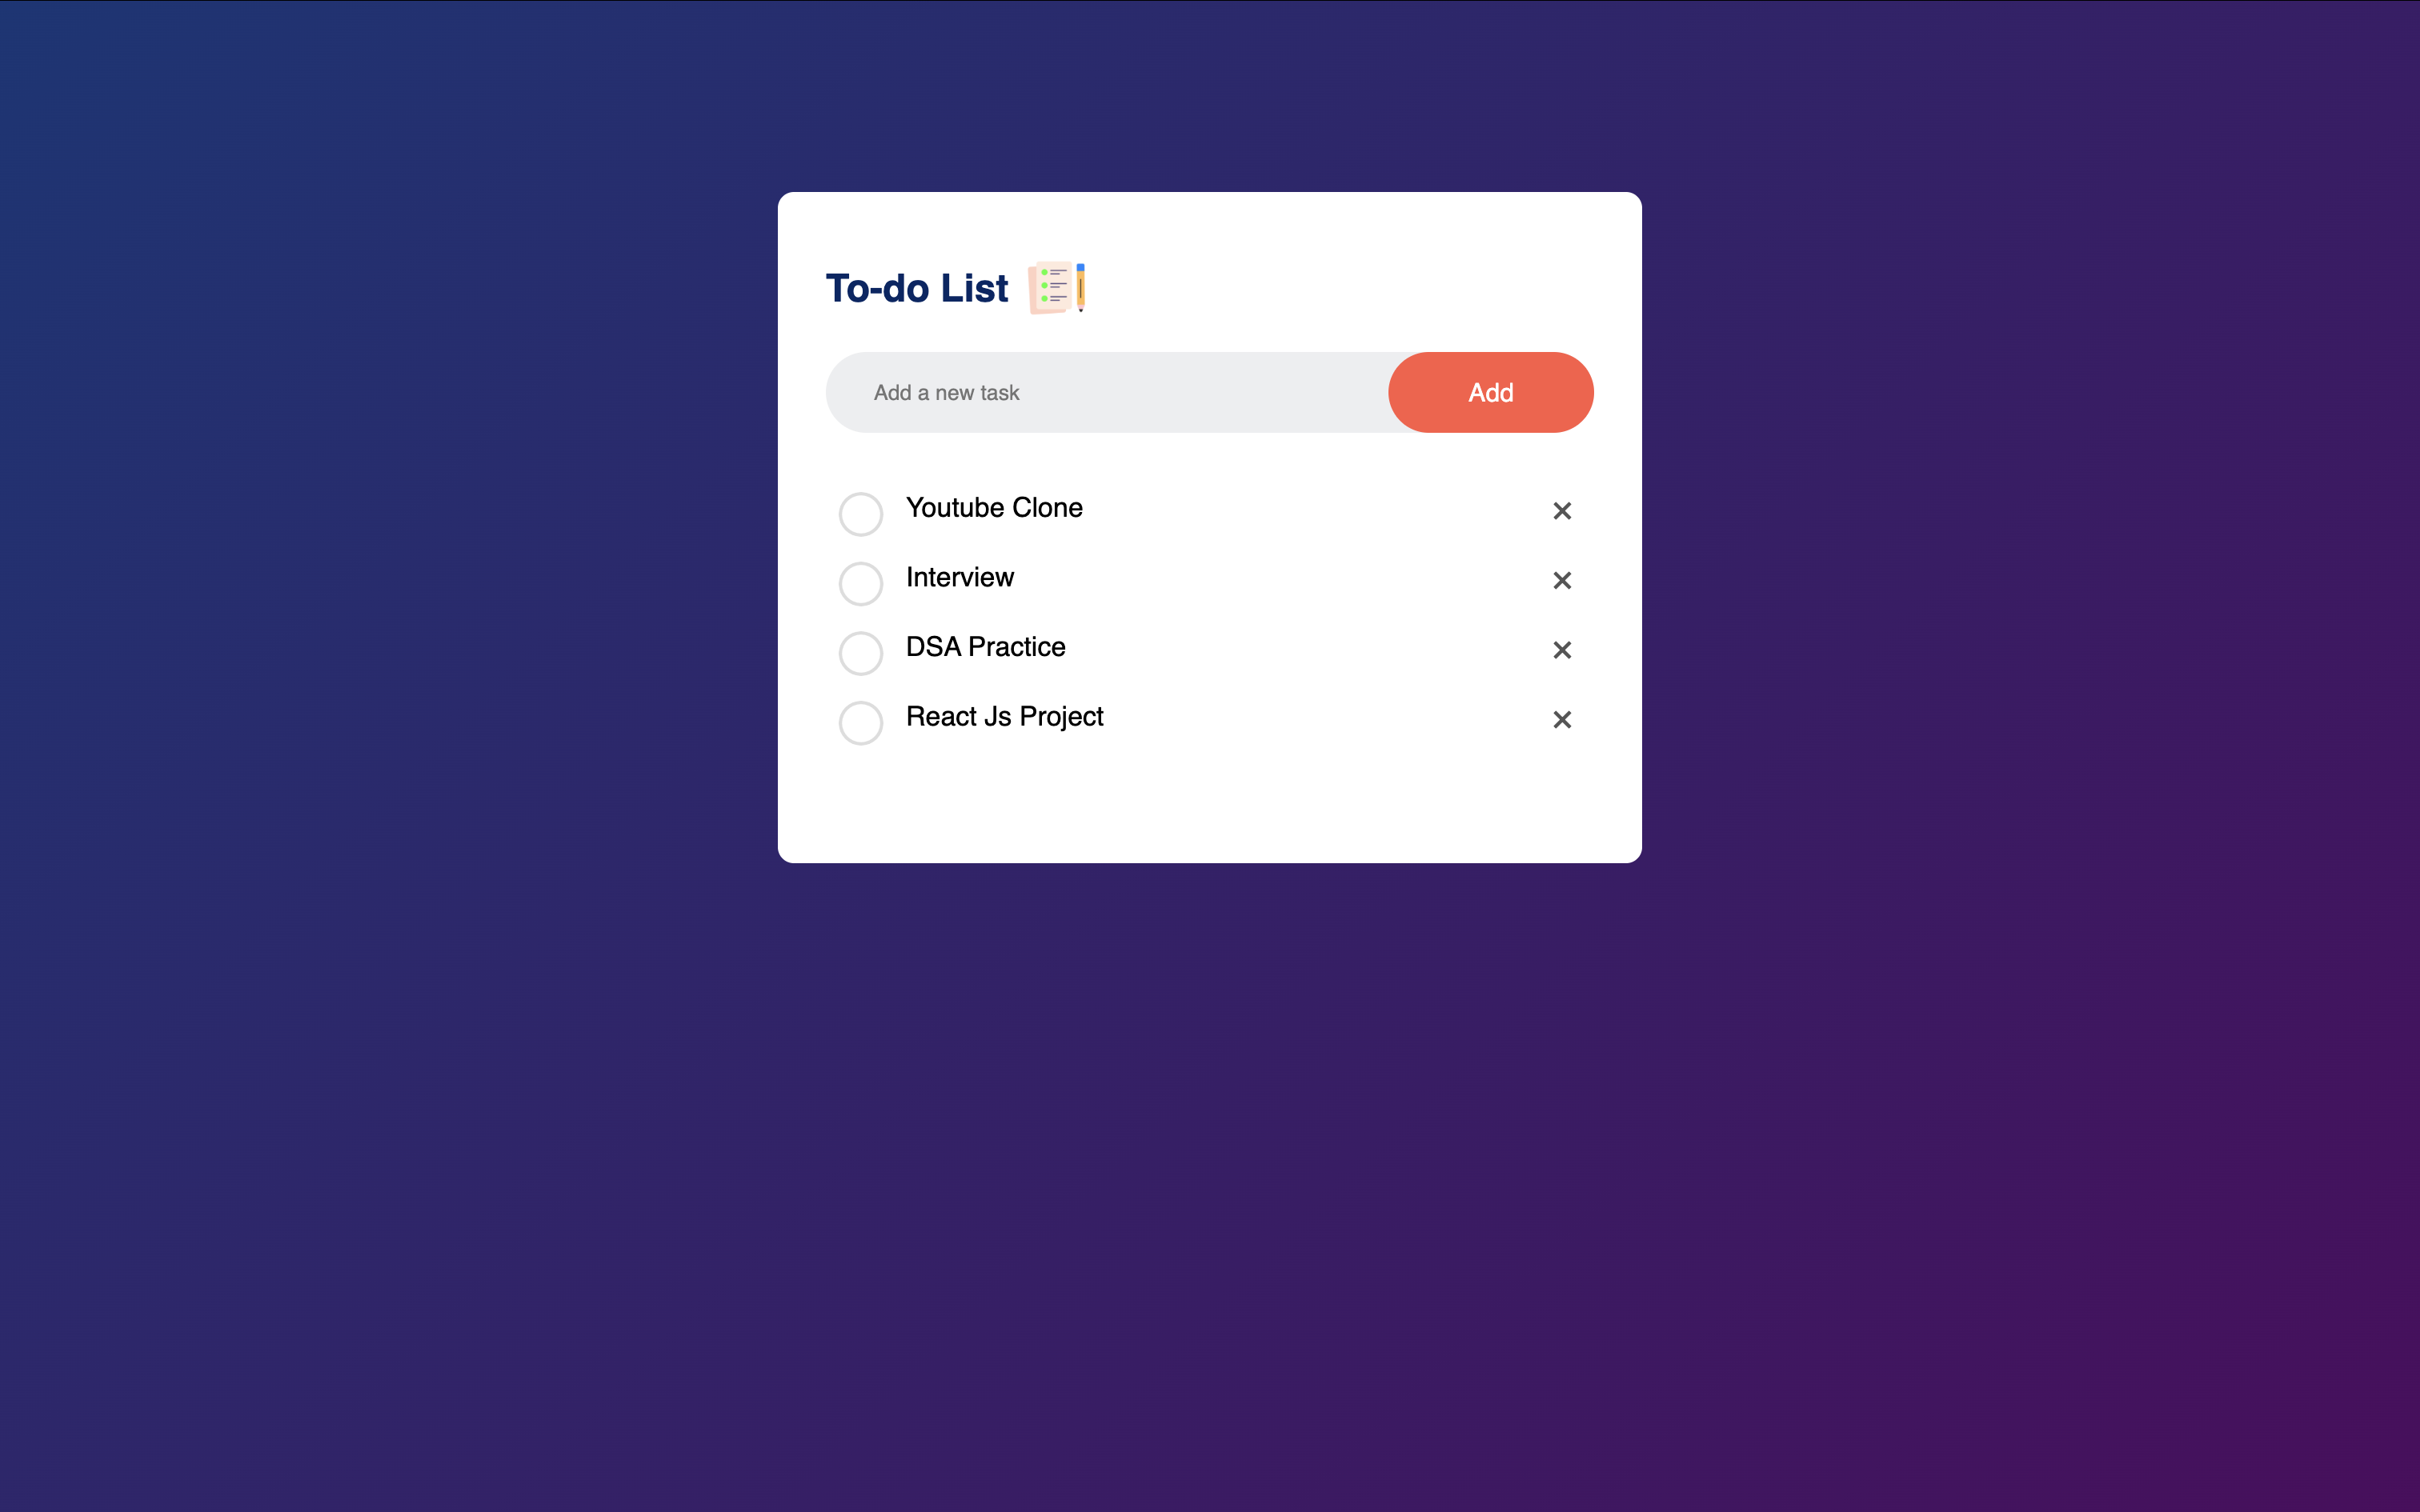 To-do List
Add a new task
Add
Youtube Clone
Interview
DSA Practice
React Js Project